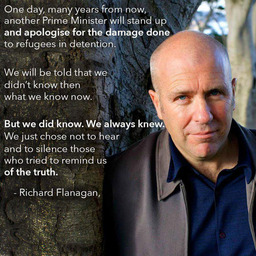 One day, many years from now,
another Prime Minister will stand up
and apologise for the damage done
to refugees in detention.
We will be told that we
didn't know then
what we know now.
But we did know. We always knew.
We just chose not to hear
and to silence those
who tried to remind us
of the truth.
- Richard Flanagan,